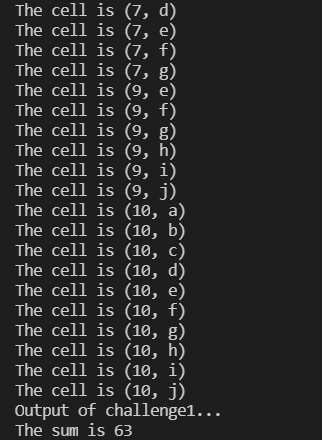 The cell is (7, d)
The cell is (7, e)
The cell is (7, f)
The cell is (7, g)
The cell is (9, e)
The cell is (9, f)
The cell is (9, g)
The cell is (9, h)
The cell is (9, i)
The cell is (9, j)
The cell is (10, a)
The cell is (10, b)
The cell is (10, c)
The cell is (10, d)
The cell is (10, e)
The cell is (10, f)
The cell is (10, g)
The cell is (10, h)
The cell is (10, i)
The cell is (10, j)
Output of challenge1...
The sum is 63